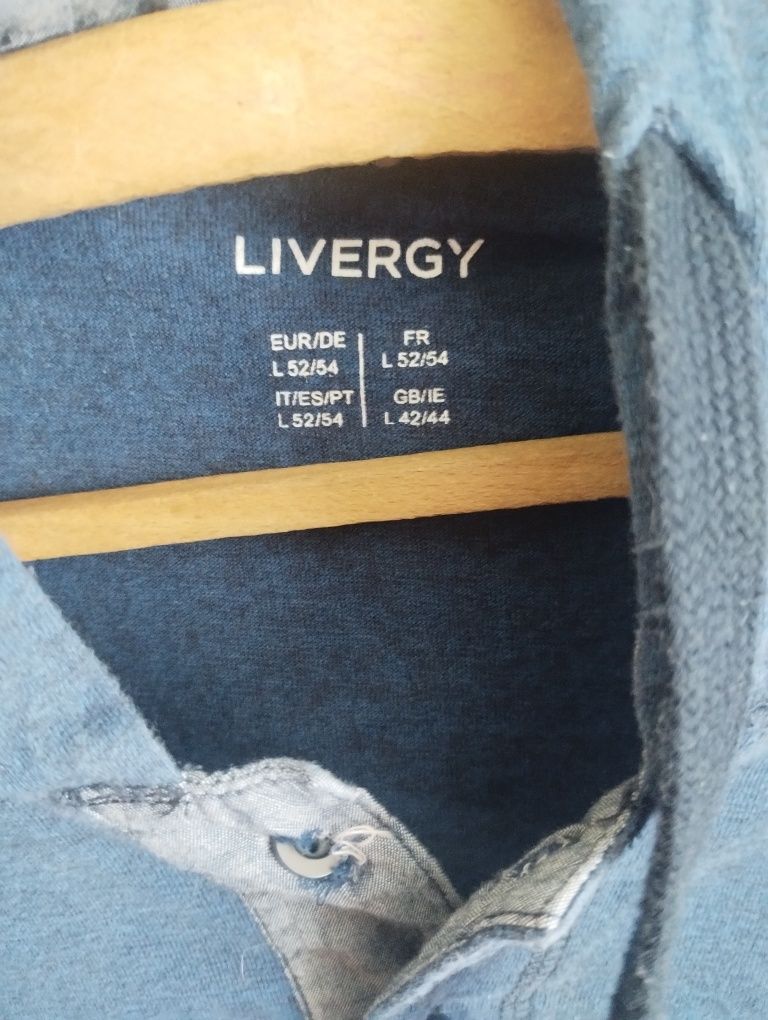 LIVERGY
EUR/DE
L 52/54
FR
L 52/54
IT/ES/PT
L 52/54
GB/IE
L 42/44